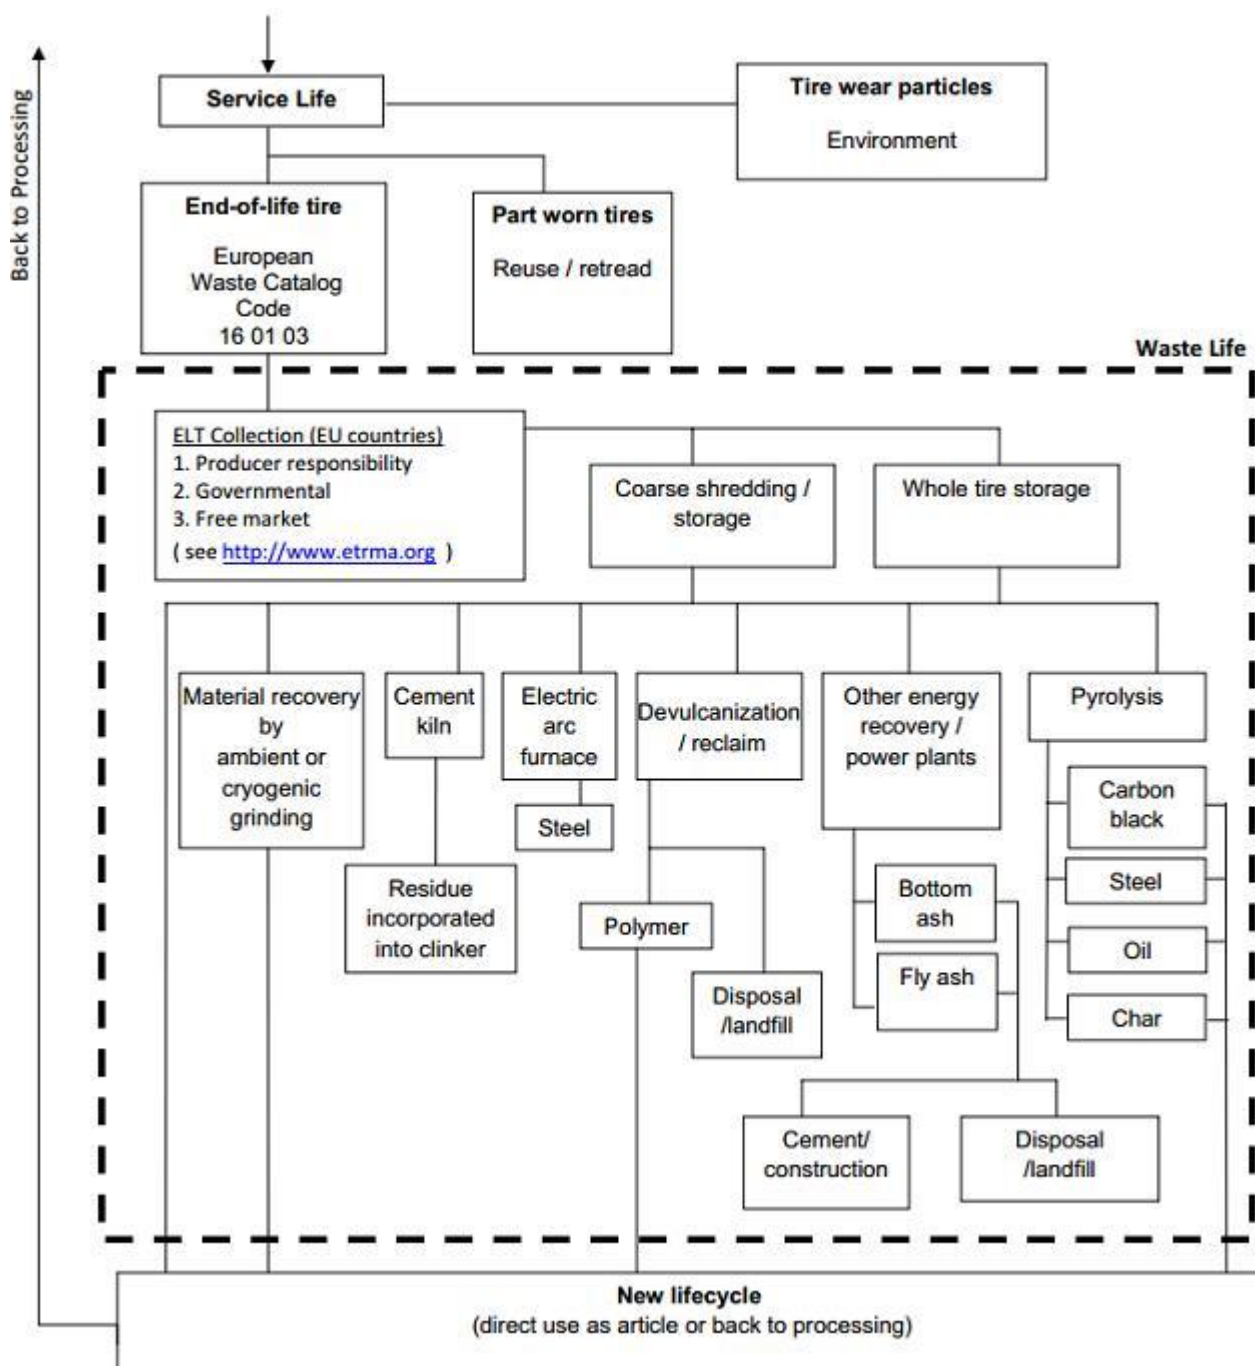 Back to Processing
Service Life
Tire wear particles
Environment
End-of-life tire
European
Waste Catalog
Code
16 01 03
Part worn tires
Reuse / retread
Waste Life
ELT Collection (EU countries)
1. Producer responsibility
2. Governmental
3. Free market
( see http://www.etrma.org )
Coarse shredding /
storage
Whole tire storage
Material recovery
by
ambient or
cryogenic
grinding
Cement
kiln
Residue
incorporated
into clinker
Electric
arc
furnace
Steel
Devulcanization
/ reclaim
Polymer
Disposal
/landfill
Other energy
recovery /
power plants
Bottom
ash
Fly ash
Cement/
construction
Disposal
/landfill
Pyrolysis
Carbon
black
Steel
Oil
Char
New lifecycle
(direct use as article or back to processing)